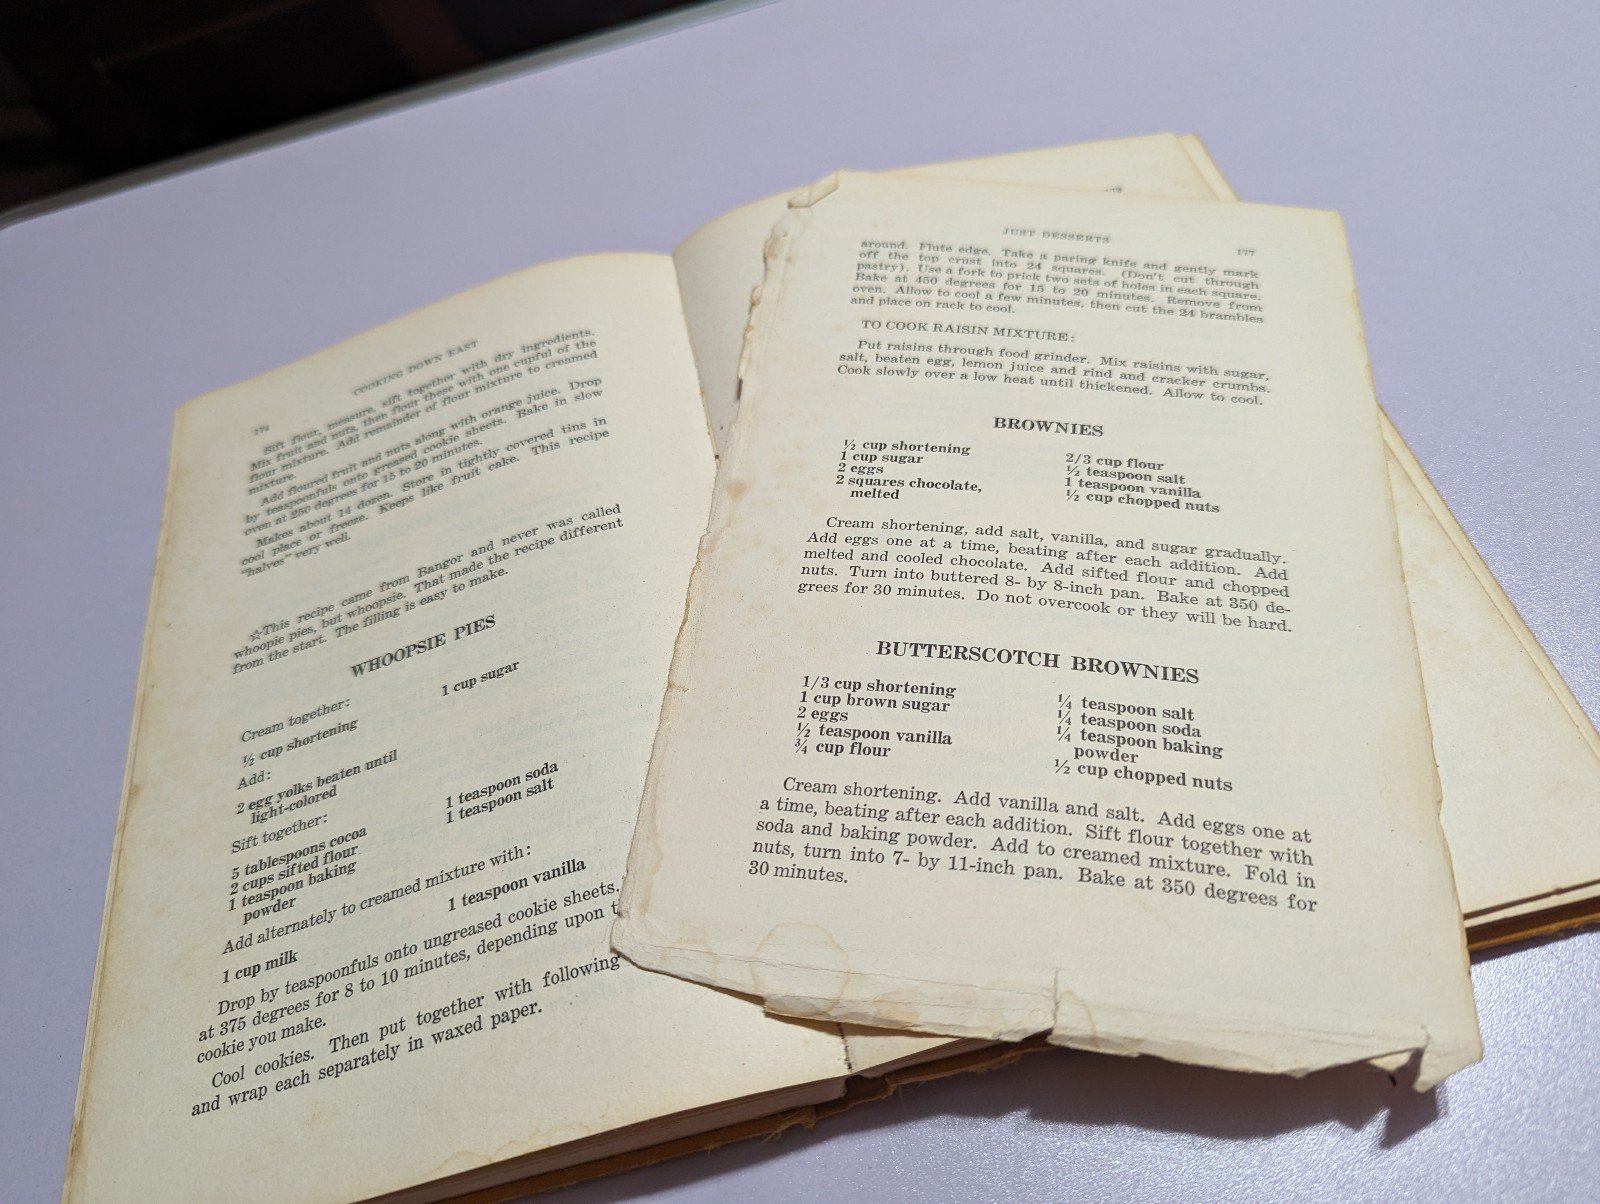 COOKING DOWN EAST
Sift flour, measure, sift together with dry ingredients.
Mix fruit and nuts, then flour these with one cupful of the
flour mixture. Add remainder of flour mixture to creamed
mixture.
Add floured fruit and nuts along with orange juice. Drop
by teaspoonfuls onto greased cookie sheets. Bake in slow
oven at 250 degrees for 15 to 20 minutes.
Makes about 14 dozen. Store in tightly covered tins in
cool place or freeze. Keeps like fruit cake. This recipe
"halves" very well.
☆This recipe came from Bangor and never was called
whoopie pies, but whoopsie. That made the recipe different
from the start. The filling is easy to make.
WHOOPSIE PIES
Cream together:
½ cup shortening 1 cup sugar
Add:
2 egg yolks beaten until
light-colored
Sift together:
5 tablespoons cocoa 1 teaspoon soda
2 cups sifted flour 1 teaspoon salt
1 teaspoon baking
powder
Add alternately to creamed mixture with:
1 cup milk 1 teaspoon vanilla
Drop by teaspoonfuls onto ungreased cookie sheets.
at 375 degrees for 8 to 10 minutes, depending upon
cookie you make.
Cool cookies. Then put together with following
and wrap each separately in waxed paper.
JUST DESSERTS 177
around. Flute edge. Take a paring knife and gently mark
off the top crust into 24 squares. (Don't cut through
pastry). Use a fork to prick two sets of holes in each square.
Bake at 450 degrees for 15 to 20 minutes. Remove from
oven. Allow to cool a few minutes, then cut the 24 brambles
and place on rack to cool.
TO COOK RAISIN MIXTURE:
Put raisins through food grinder. Mix raisins with sugar,
salt, beaten egg, lemon juice and rind and cracker crumbs.
Cook slowly over a low heat until thickened. Allow to cool.
BROWNIES
½ cup shortening 2/3 cup flour
1 cup sugar ½ teaspoon salt
2 eggs 1 teaspoon vanilla
2 squares chocolate, ½ cup chopped nuts
melted
Cream shortening, add salt, vanilla, and sugar gradually.
Add eggs one at a time, beating after each addition. Add
melted and cooled chocolate. Add sifted flour and chopped
nuts. Turn into buttered 8- by 8-inch pan. Bake at 350 de-
grees for 30 minutes. Do not overcook or they will be hard.
BUTTERSCOTCH BROWNIES
1/3 cup shortening ¼ teaspoon salt
1 cup brown sugar ¼ teaspoon soda
2 eggs ¼ teaspoon baking
½ teaspoon vanilla powder
¾ cup flour ½ cup chopped nuts
Cream shortening. Add vanilla and salt. Add eggs one at
a time, beating after each addition. Sift flour together with
soda and baking powder. Add to creamed mixture. Fold in
nuts, turn into 7- by 11-inch pan. Bake at 350 degrees for
30 minutes.